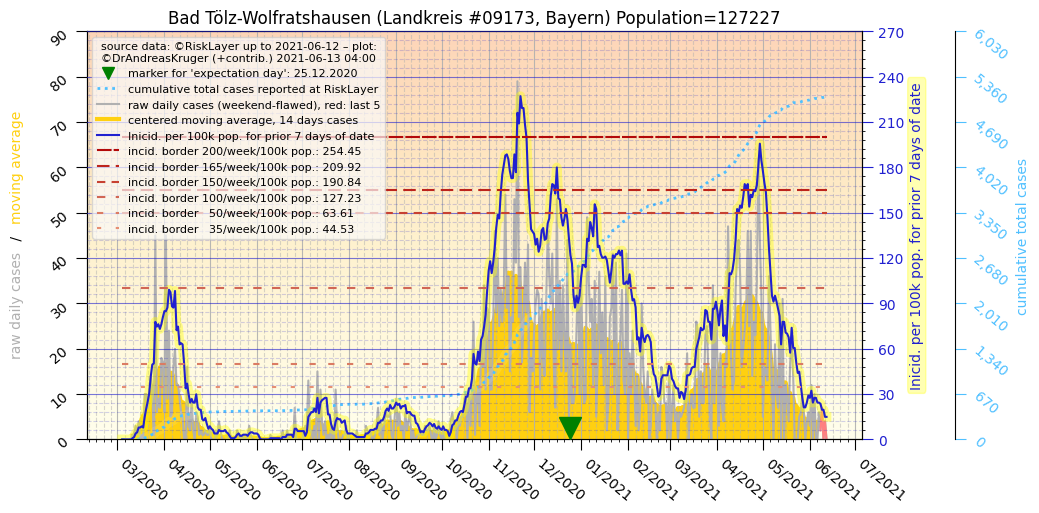 Bad Tölz-Wolfratshausen (Landkreis #09173, Bayern) Population=127227
source data: ©RiskLayer up to 2021-06-12 – plot:
©DrAndreasKruger (+contrib.) 2021-06-13 04:00
marker for 'expectation day': 25.12.2020
cumulative total cases reported at RiskLayer
raw daily cases (weekend-flawed), red: last 5
centered moving average, 14 days cases
Inicid. per 100k pop. for prior 7 days of date
incid. border 200/week/100k pop.: 254.45
incid. border 165/week/100k pop.: 209.92
incid. border 150/week/100k pop.: 190.84
incid. border 100/week/100k pop.: 127.23
incid. border 50/week/100k pop.: 63.61
incid. border 35/week/100k pop.: 44.53
raw daily cases / moving average
90
80
70
60
50
40
30
20
10
0
270
240
210
180
150
120
90
60
30
0
Inicid. per 100k pop. for prior 7 days of date
6,030
5,360
4,690
4,020
3,350
2,680
2,010
1,340
670
0
cumulative total cases
03/2020
04/2020
05/2020
06/2020
07/2020
08/2020
09/2020
10/2020
11/2020
12/2020
01/2021
02/2021
03/2021
04/2021
05/2021
06/2021
07/2021